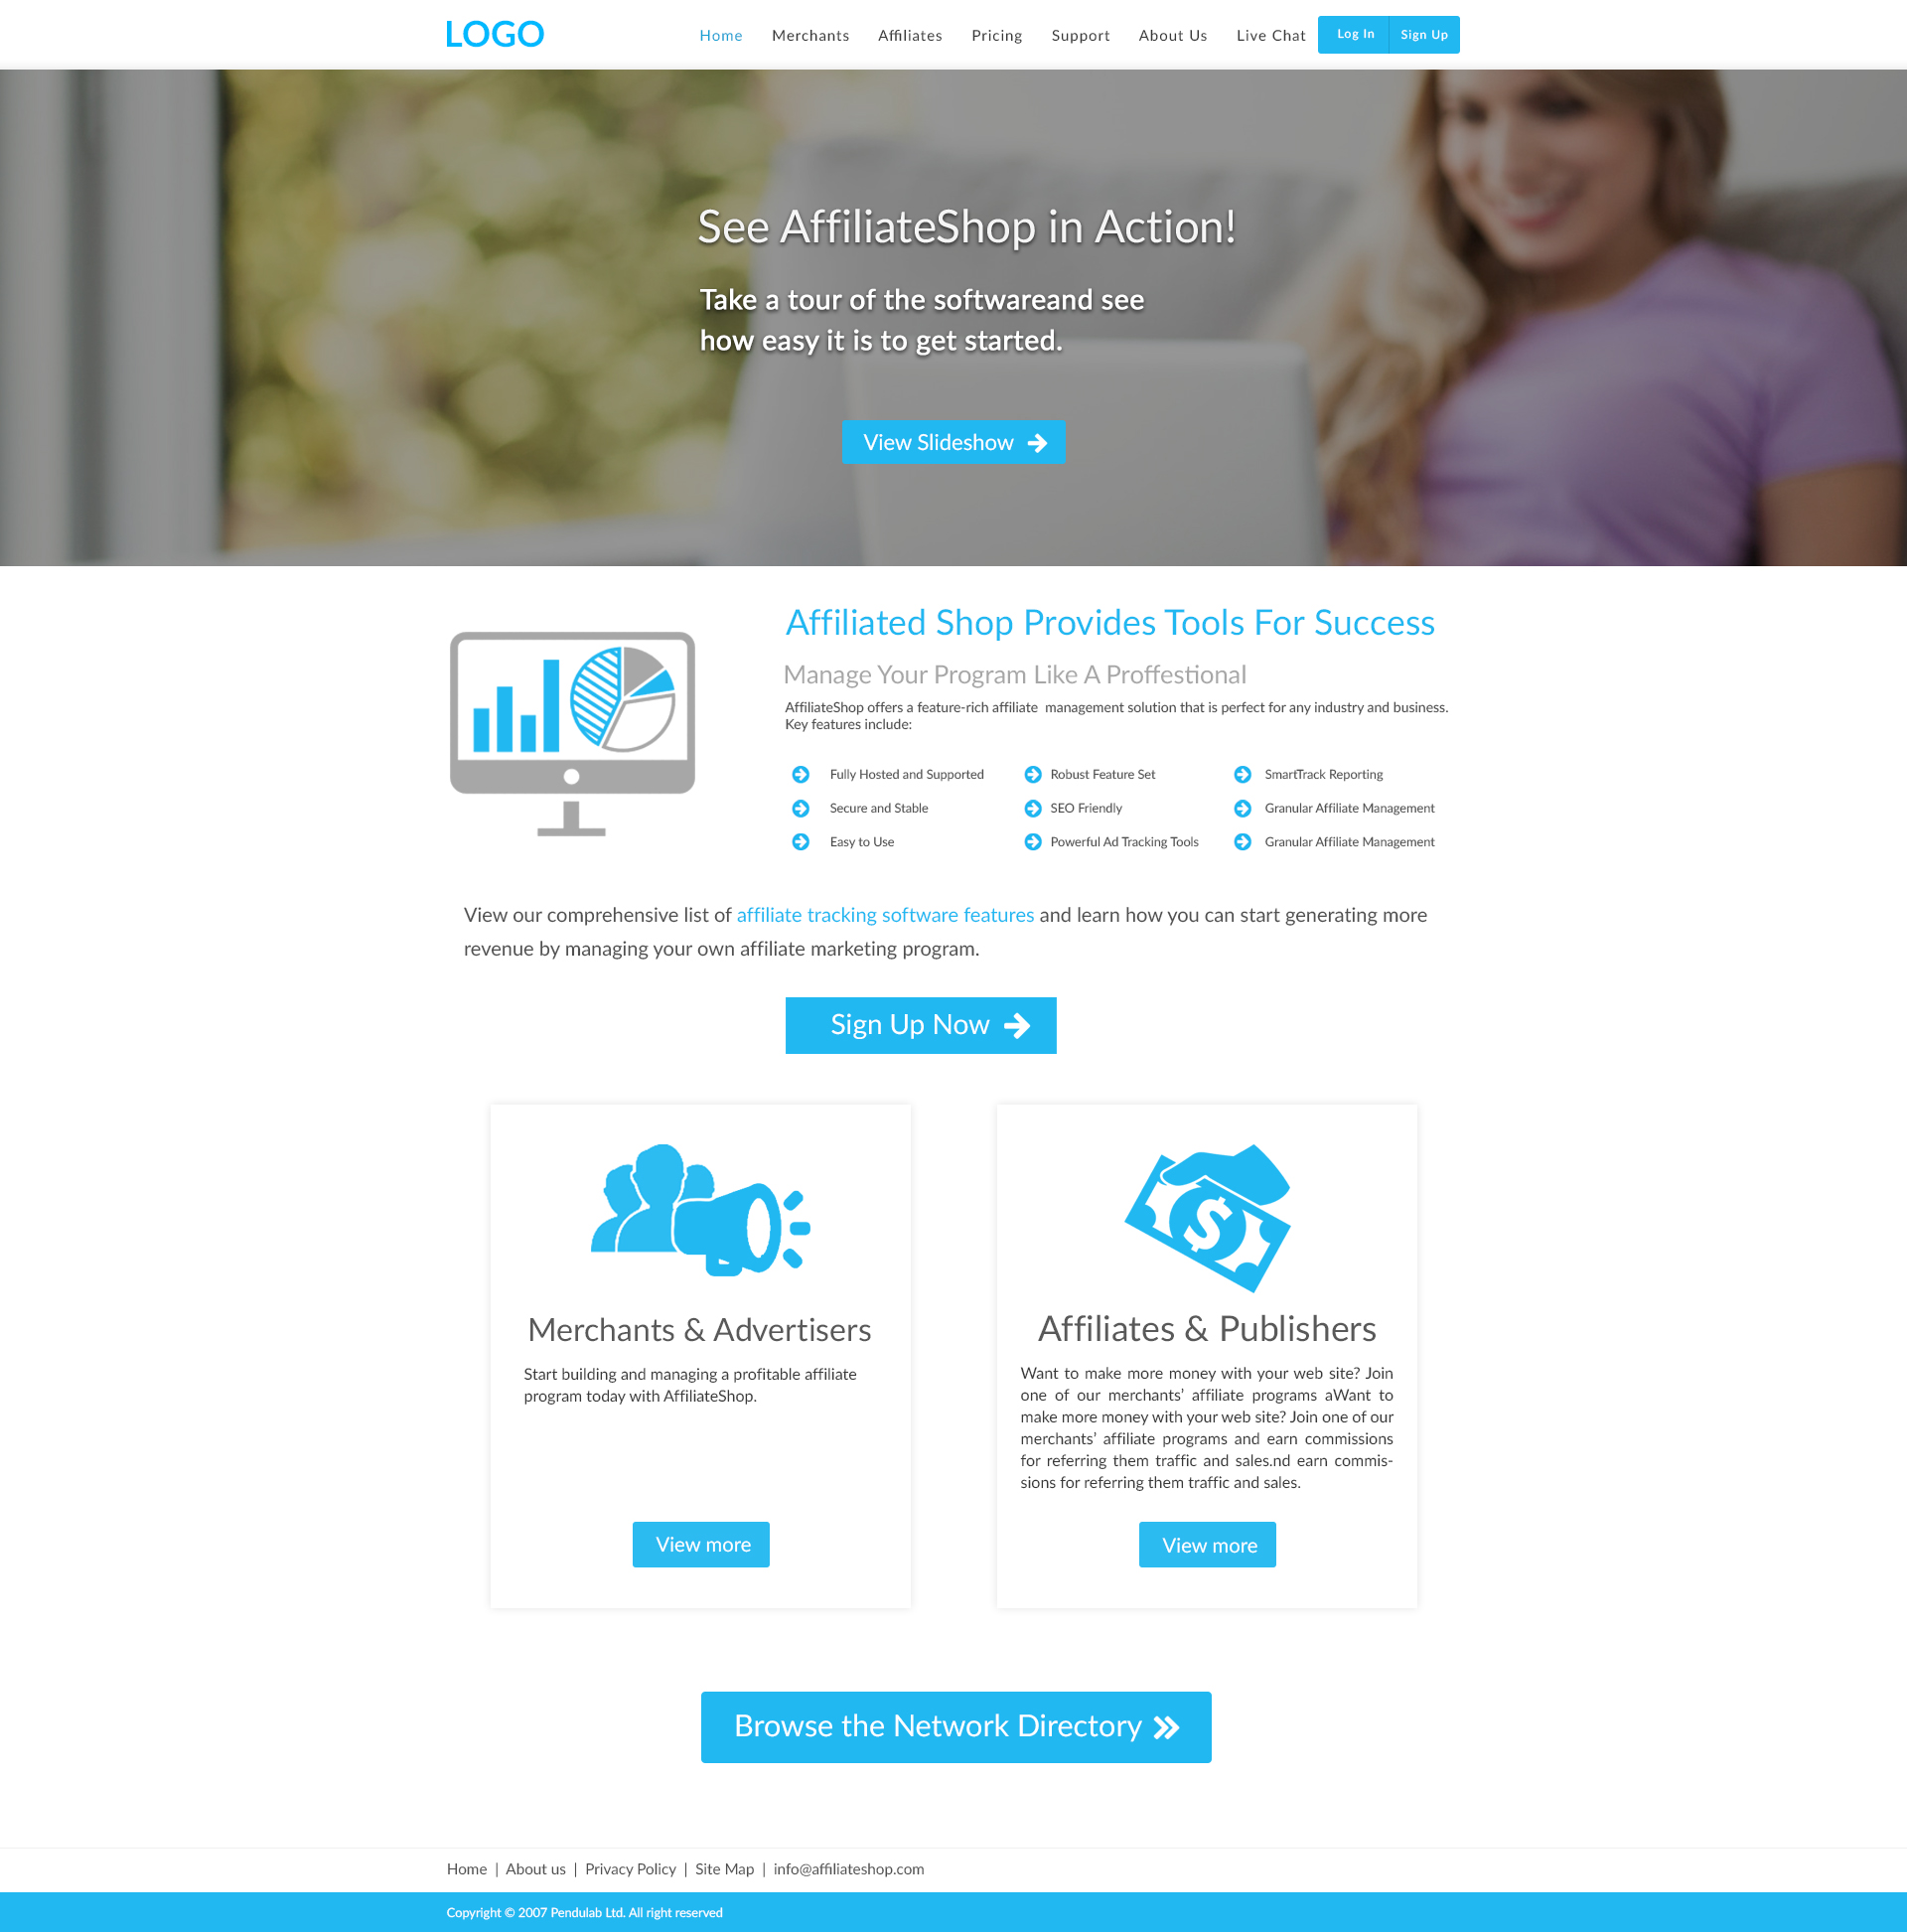 LOGO
Home Merchants Affiliates Pricing Support About Us Live Chat Log In Sign Up
See AffiliateShop in Action!
Take a tour of the softwareand see
how easy it is to get started.
View Slideshow
Affiliated Shop Provides Tools For Success
Manage Your Program Like A Proffestional
AffiliateShop offers a feature-rich affiliate management solution that is perfect for any industry and business.
Key features include:
Fully Hosted and Supported Robust Feature Set SmartTrack Reporting
Secure and Stable SEO Friendly Granular Affiliate Management
Easy to Use Powerful Ad Tracking Tools Granular Affiliate Management
View our comprehensive list of affiliate tracking software features and learn how you can start generating more
revenue by managing your own affiliate marketing program.
Sign Up Now
$
Merchants & Advertisers
Start building and managing a profitable affiliate
program today with AffiliateShop.
View more
Affiliates & Publishers
Want to make more money with your web site? Join
one of our merchants’ affiliate programs aWant to
make more money with your web site? Join one of our
merchants’ affiliate programs and earn commissions
for referring them traffic and sales.nd earn commis-
sions for referring them traffic and sales.
View more
Browse the Network Directory
Home | About us | Privacy Policy | Site Map | info@affiliateshop.com
Copyright © 2007 Pendulab Ltd. All right reserved